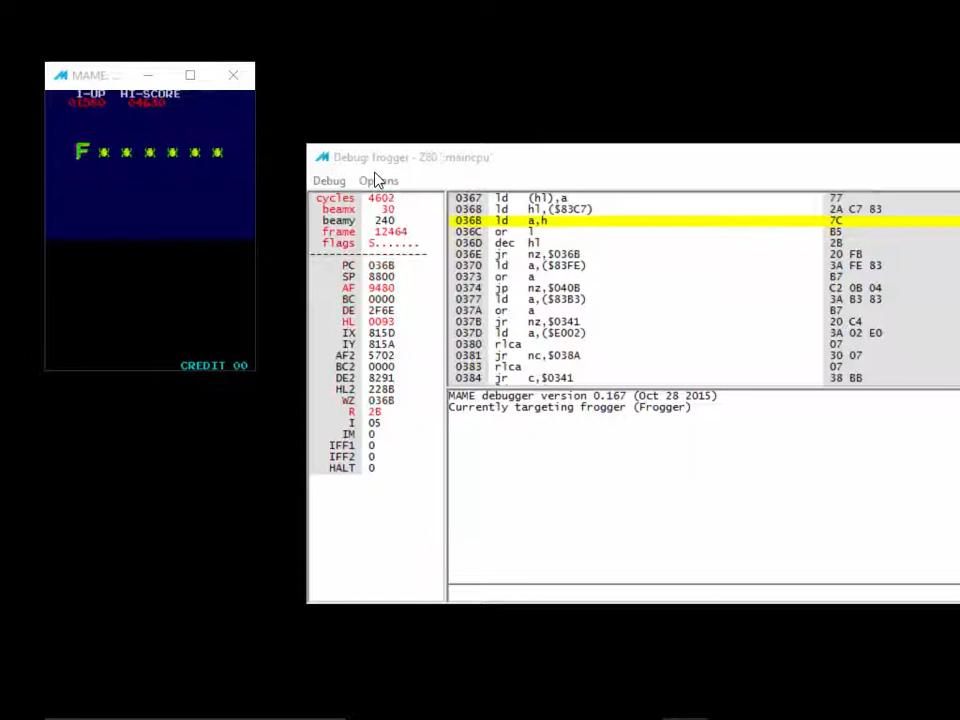 MAME:
I-UP HI-SCORE
01580 04630
F
CREDIT 00
Debug: frogger - Z80 ':maincpu'
Debug Options
cycles 4602
beamx 30
beamy 240
frame 12464
flags S.......
PC 036B
SP 8800
AF 9480
BC 0000
DE 2F6E
HL 0093
IX 815D
IY 815A
AF2 5702
BC2 0000
DE2 8291
HL2 228B
WZ 036B
R 2B
I 05
IM 0
IFF1 0
IFF2 0
HALT 0
0367 ld (hl),a 77
0368 ld hl,($83C7) 2A C7 83
036B ld a,h 7C
036C or l B5
036D dec hl 2B
036E jr nz,$036B 20 FB
0370 ld a,($83FE) 3A FE 83
0373 or a B7
0374 jp nz,$040B C2 0B 04
0377 ld a,($83B3) 3A B3 83
037A or a B7
037B jr nz,$0341 20 C4
037D ld a,($E002) 3A 02 E0
0380 rlca 07
0381 jr nc,$038A 30 07
0383 rlca 07
0384 jr c,$0341 38 BB
MAME debugger version 0.167 (Oct 28 2015)
Currently targeting frogger (Frogger)